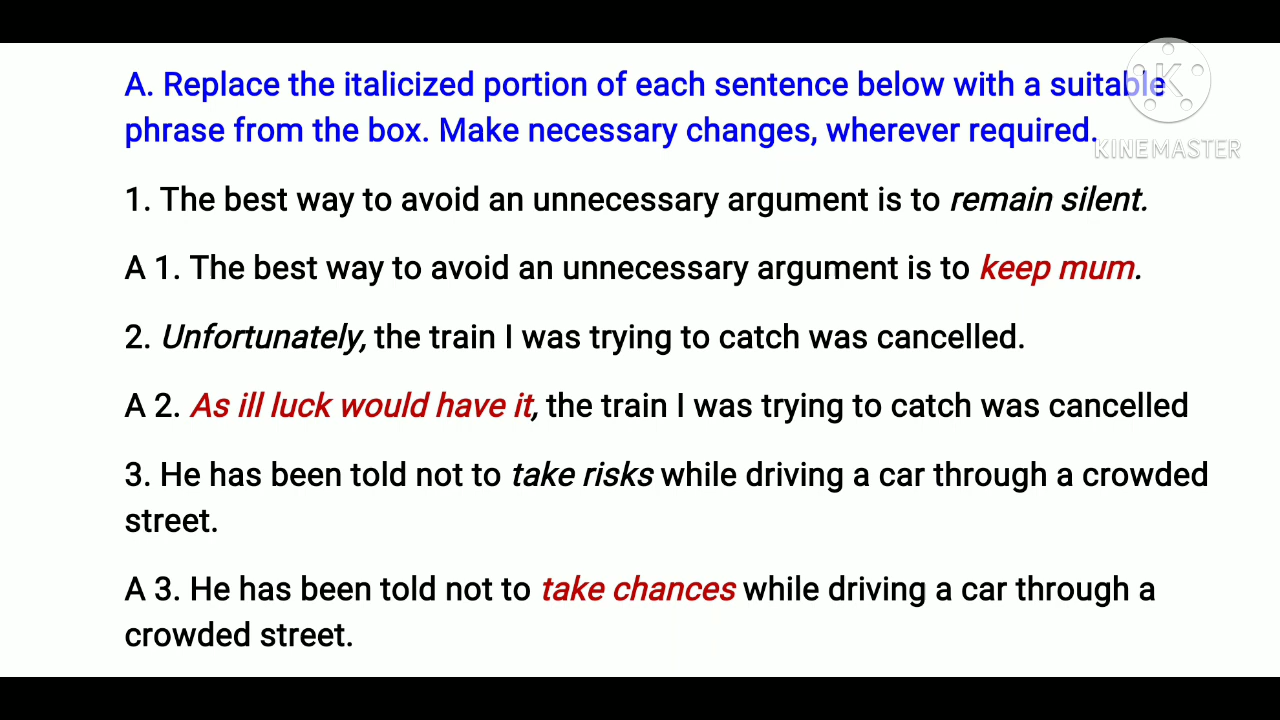 A. Replace the italicized portion of each sentence below with a suitable
phrase from the box. Make necessary changes, wherever required.
K
KINEMASTER
1. The best way to avoid an unnecessary argument is to remain silent.
A 1. The best way to avoid an unnecessary argument is to keep mum.
2. Unfortunately, the train I was trying to catch was cancelled.
A 2. As ill luck would have it, the train I was trying to catch was cancelled
3. He has been told not to take risks while driving a car through a crowded
street.
A 3. He has been told not to take chances while driving a car through a
crowded street.